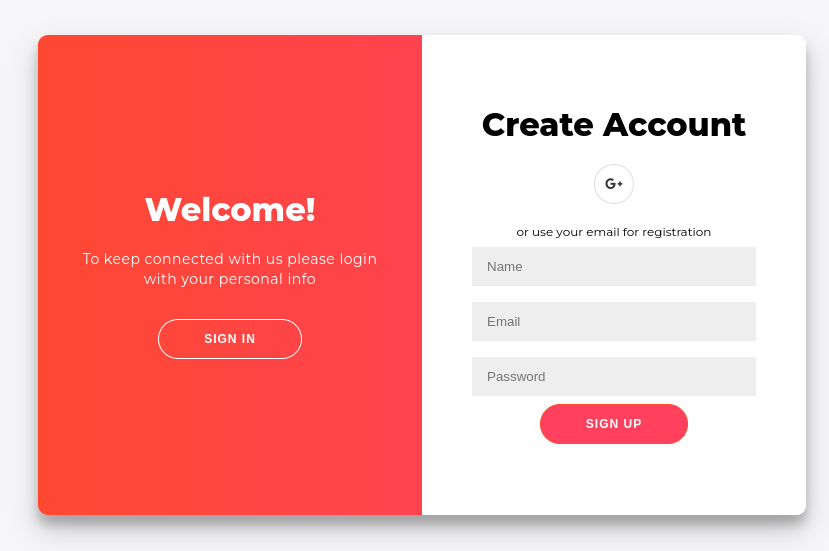 Welcome!
To keep connected with us please login
with your personal info
SIGN IN
Create Account
G+
or use your email for registration
Name
Email
Password
SIGN UP